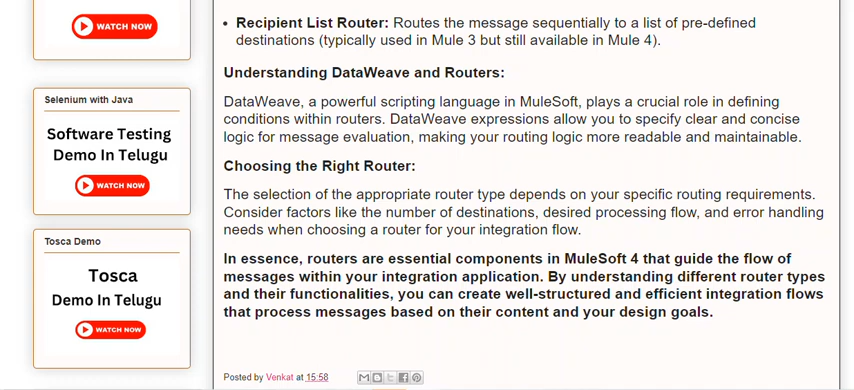 WATCH NOW
Selenium with Java
Software Testing
Demo In Telugu
WATCH NOW
Tosca Demo
Tosca
Demo In Telugu
WATCH NOW
• Recipient List Router: Routes the message sequentially to a list of pre-defined
destinations (typically used in Mule 3 but still available in Mule 4).
Understanding DataWeave and Routers:
DataWeave, a powerful scripting language in MuleSoft, plays a crucial role in defining
conditions within routers. DataWeave expressions allow you to specify clear and concise
logic for message evaluation, making your routing logic more readable and maintainable.
Choosing the Right Router:
The selection of the appropriate router type depends on your specific routing requirements.
Consider factors like the number of destinations, desired processing flow, and error handling
needs when choosing a router for your integration flow.
In essence, routers are essential components in MuleSoft 4 that guide the flow of
messages within your integration application. By understanding different router types
and their functionalities, you can create well-structured and efficient integration flows
that process messages based on their content and your design goals.
Posted by Venkat at 15:58